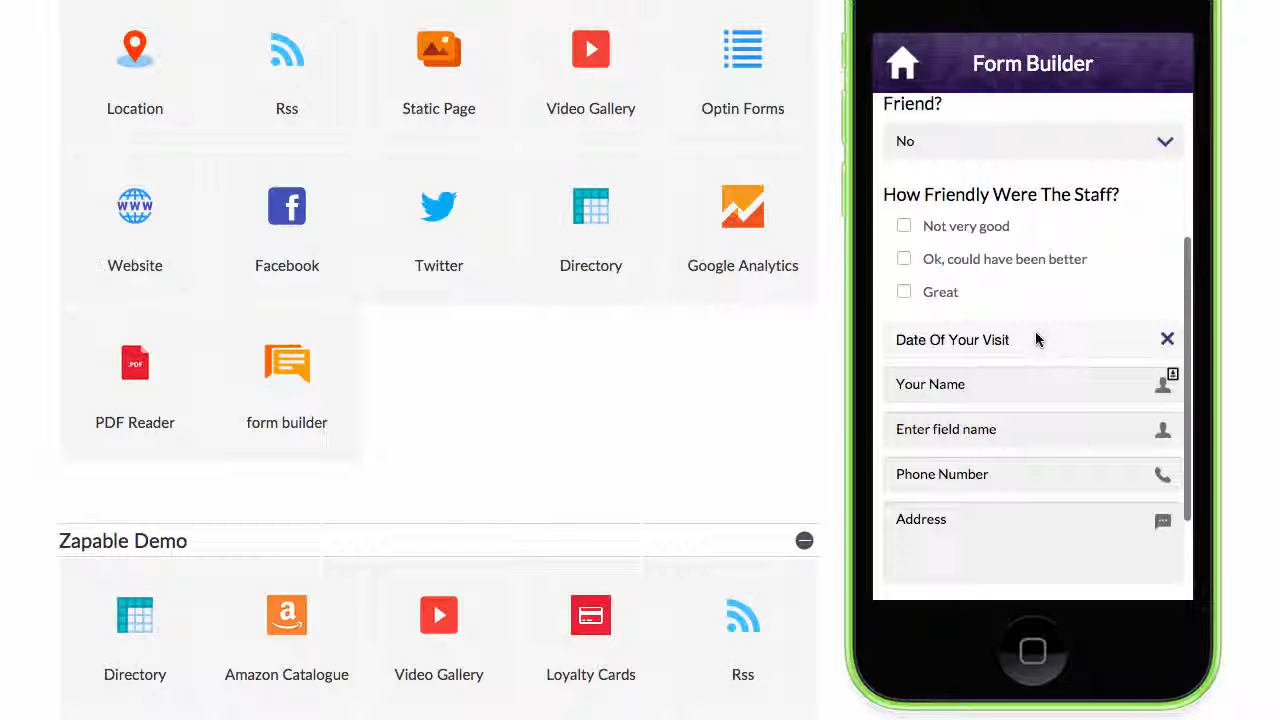 Location
Rss
Static Page
Video Gallery
Optin Forms
WWW
f
Website
Facebook
Twitter
Directory
Google Analytics
.PDF
PDF Reader
form builder
Zapable Demo
a
Directory
Amazon Catalogue
Video Gallery
Loyalty Cards
Rss
Form Builder
Friend?
No
How Friendly Were The Staff?
Not very good
Ok, could have been better
Great
Date Of Your Visit
Your Name
Enter field name
Phone Number
Address